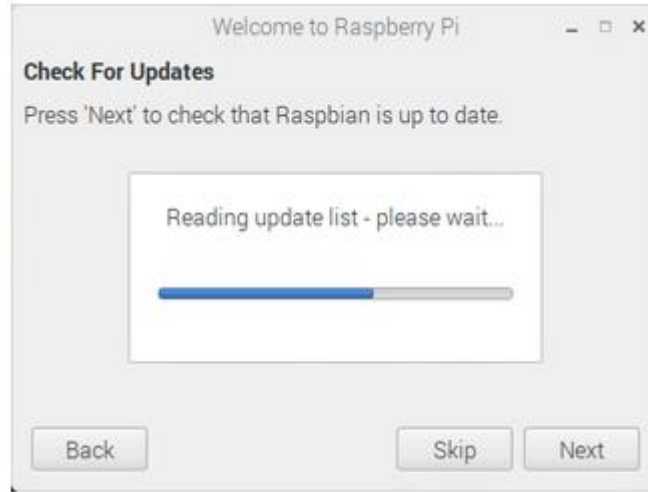 Welcome to Raspberry Pi
Check For Updates
Press 'Next' to check that Raspbian is up to date.
Reading update list - please wait...
Back
Skip
Next